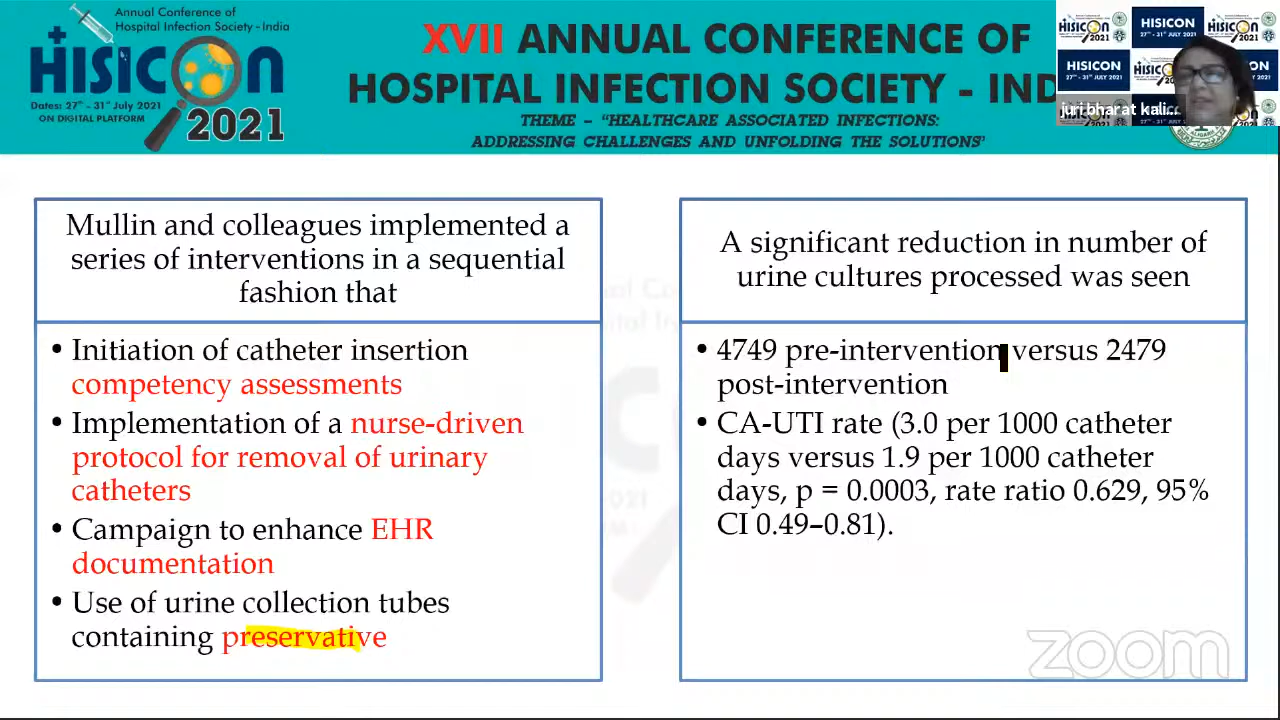 Annual Conference of
Hospital Infection Society -India
HISICON
Dates: 27th - 31st July 2021
ON DIGITAL PLATFORM
2021
XVII ANNUAL CONFERENCE OF
HOSPITAL INFECTION SOCIETY - IND
THEME – "HEALTHCARE ASSOCIATED INFECTIONS:
ADDRESSING CHALLENGES AND UNFOLDING THE SOLUTIONS"
HISICON
27th - 31st JULY 2021
HISICON
27th - 31st JULY 2021
juri bharat kali...
Mullin and colleagues implemented a
series of interventions in a sequential
fashion that
• Initiation of catheter insertion
competency assessments
• Implementation of a nurse-driven
protocol for removal of urinary
catheters
• Campaign to enhance EHR
documentation
• Use of urine collection tubes
containing preservative
A significant reduction in number of
urine cultures processed was seen
• 4749 pre-intervention versus 2479
post-intervention
• CA-UTI rate (3.0 per 1000 catheter
days versus 1.9 per 1000 catheter
days, p = 0.0003, rate ratio 0.629, 95%
CI 0.49–0.81).
zoom